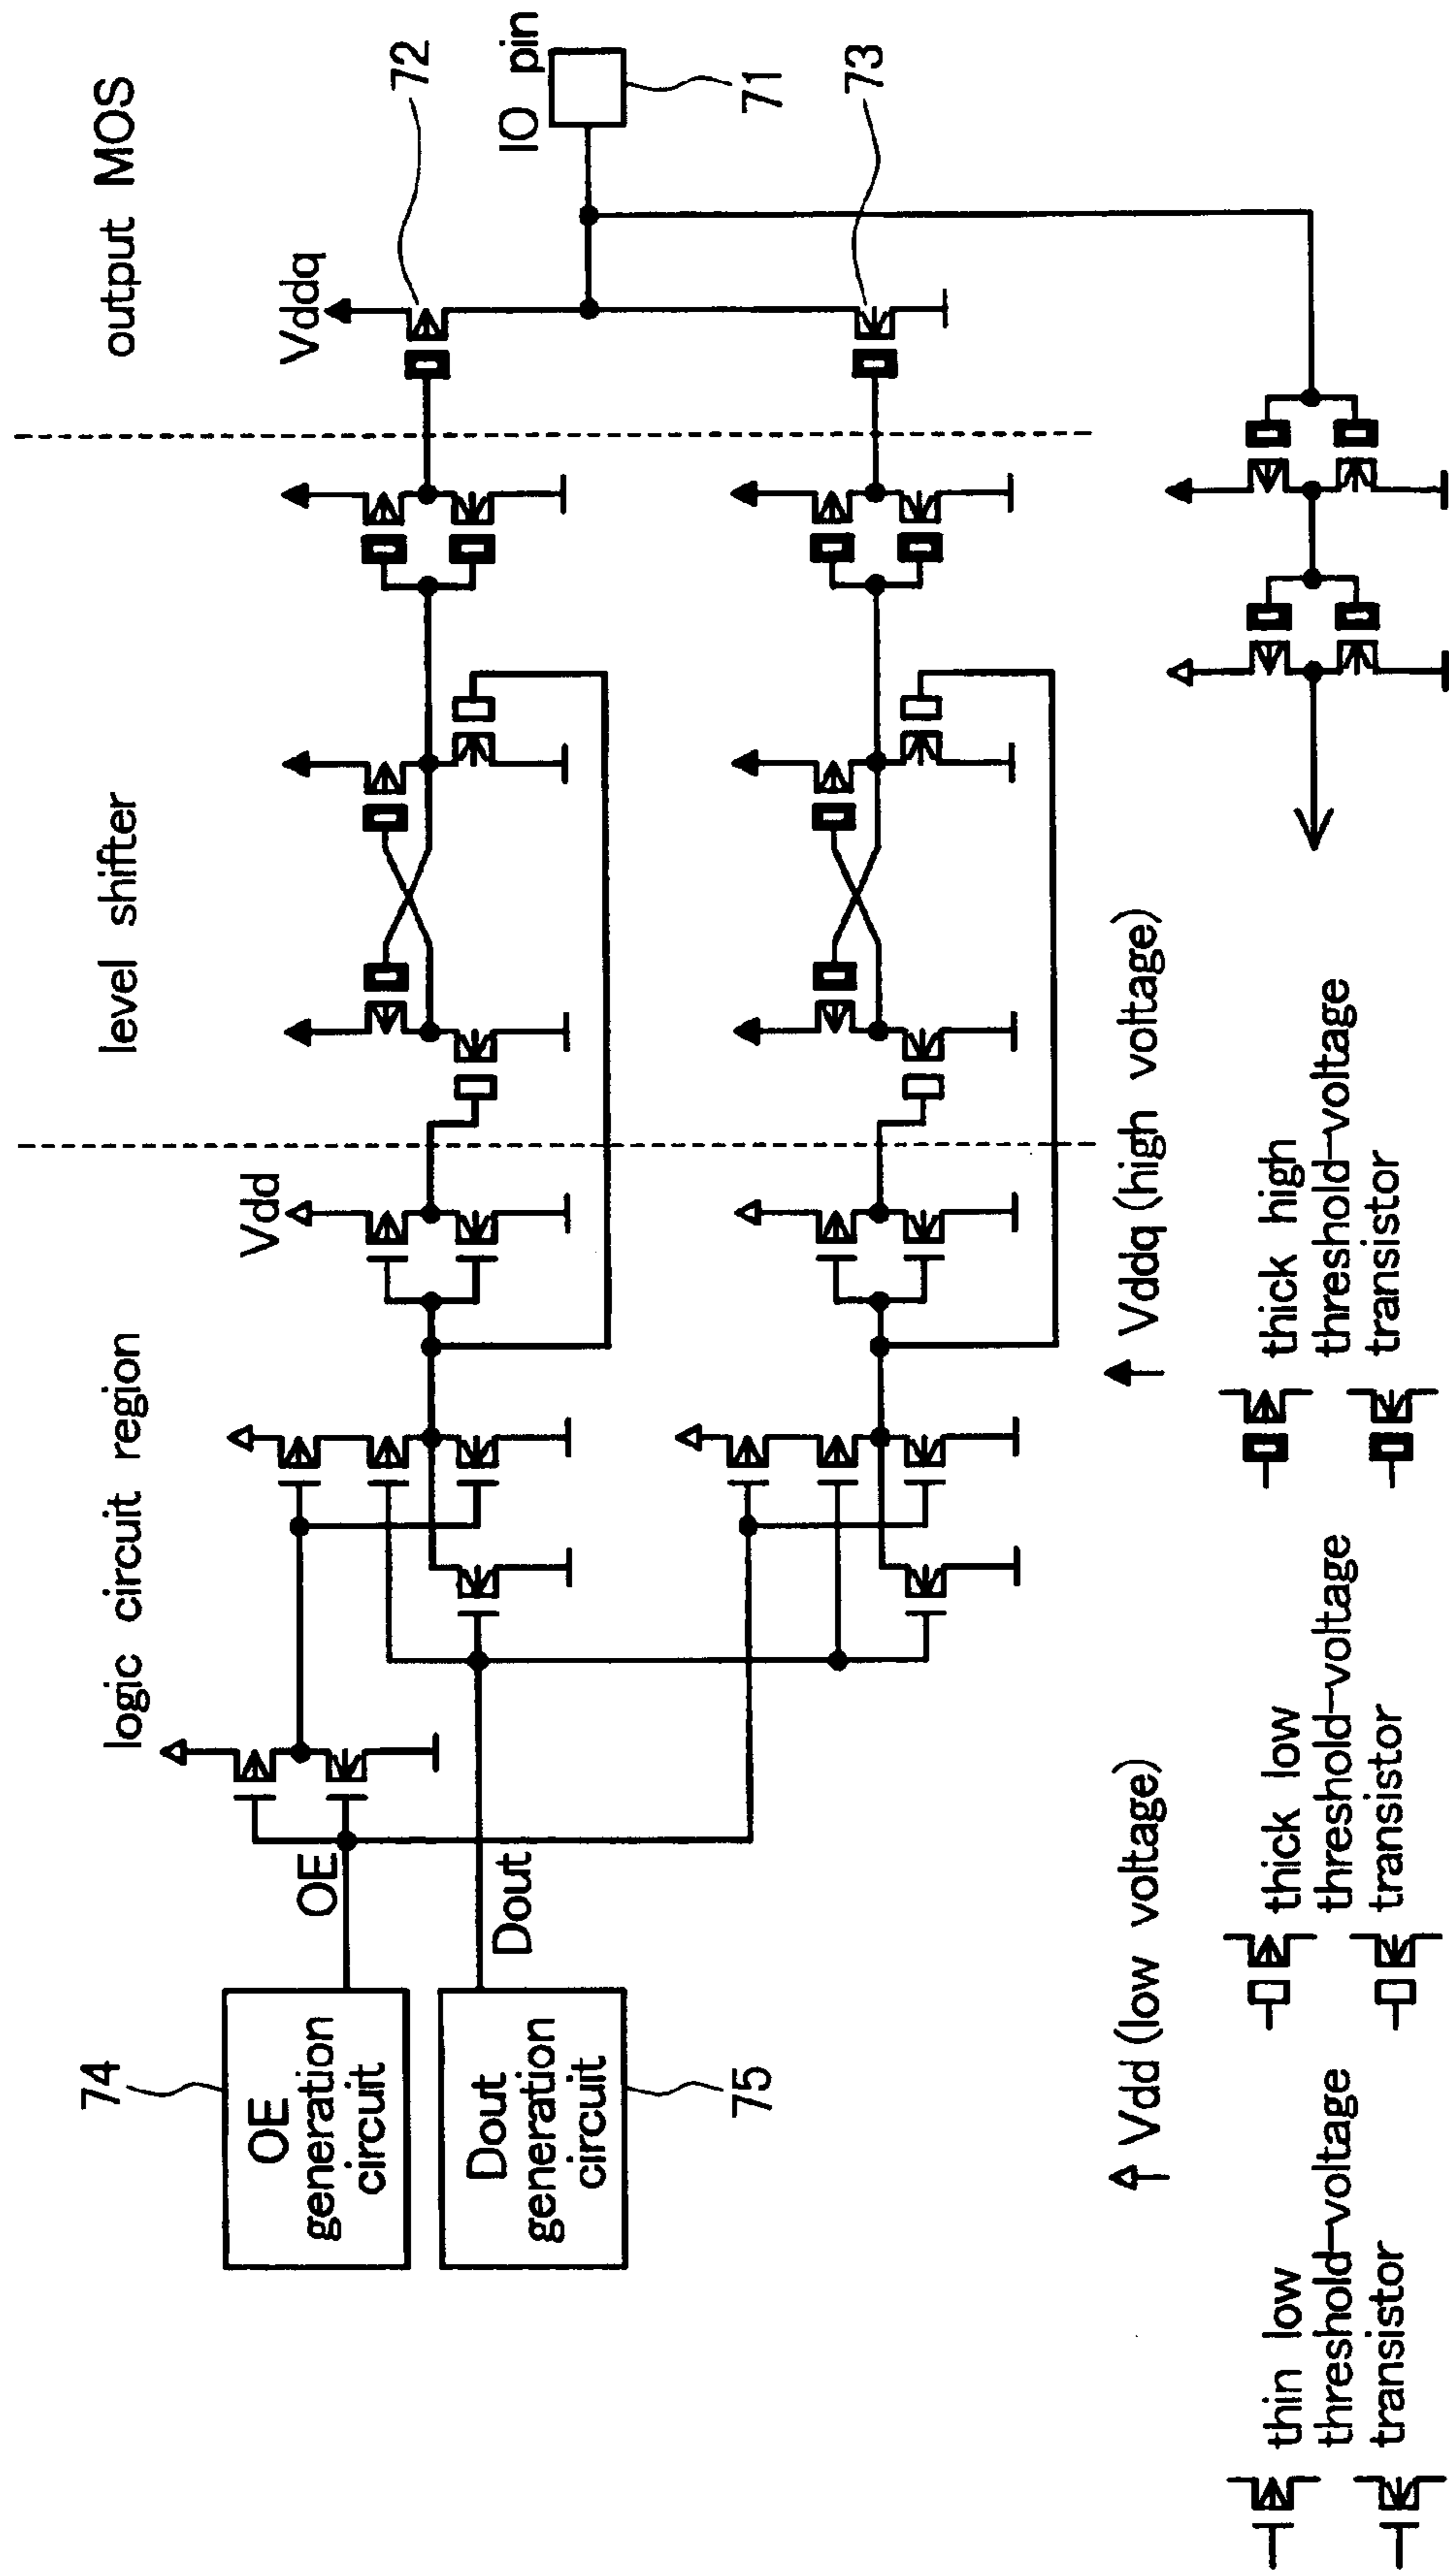 logic circuit region
level shifter
output MOS
Vdd
Vddq
IO pin
72
71
73
74
OE
generation
circuit
OE
75
Dout
generation
circuit
Dout
Vdd (low voltage)
Vddq (high voltage)
thin low
threshold-voltage
transistor
thick low
threshold-voltage
transistor
thick high
threshold-voltage
transistor